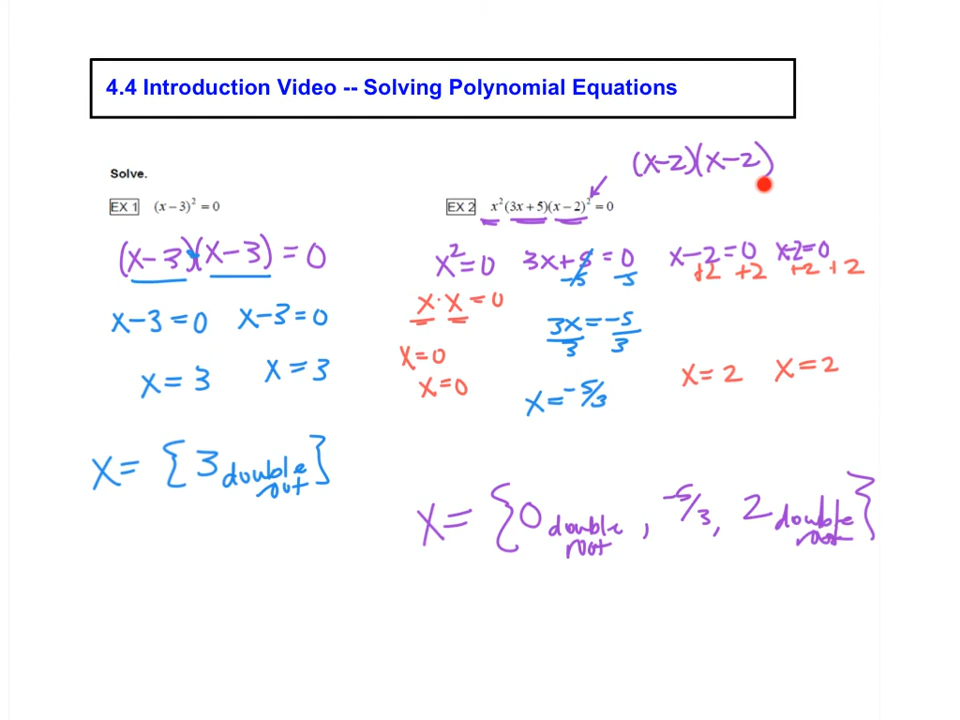 4.4 Introduction Video -- Solving Polynomial Equations
Solve.
EX 1 (x − 3)² = 0
(x−3)(x−3) = 0
x−3 = 0 x−3 = 0
x = 3 x = 3
x = {3 double root}
EX 2 x²(3x + 5)(x − 2)² = 0
(x−2)(x−2)
x² = 0 3x+5 = 0 x−2 = 0 x−2 = 0
−5 −5 +2 +2 +2 +2
x·x = 0
3x = −5
3 3
x = 0
x = 0
x = −5/3
x = 2 x = 2
x = {0 double root, −5/3, 2 double root}